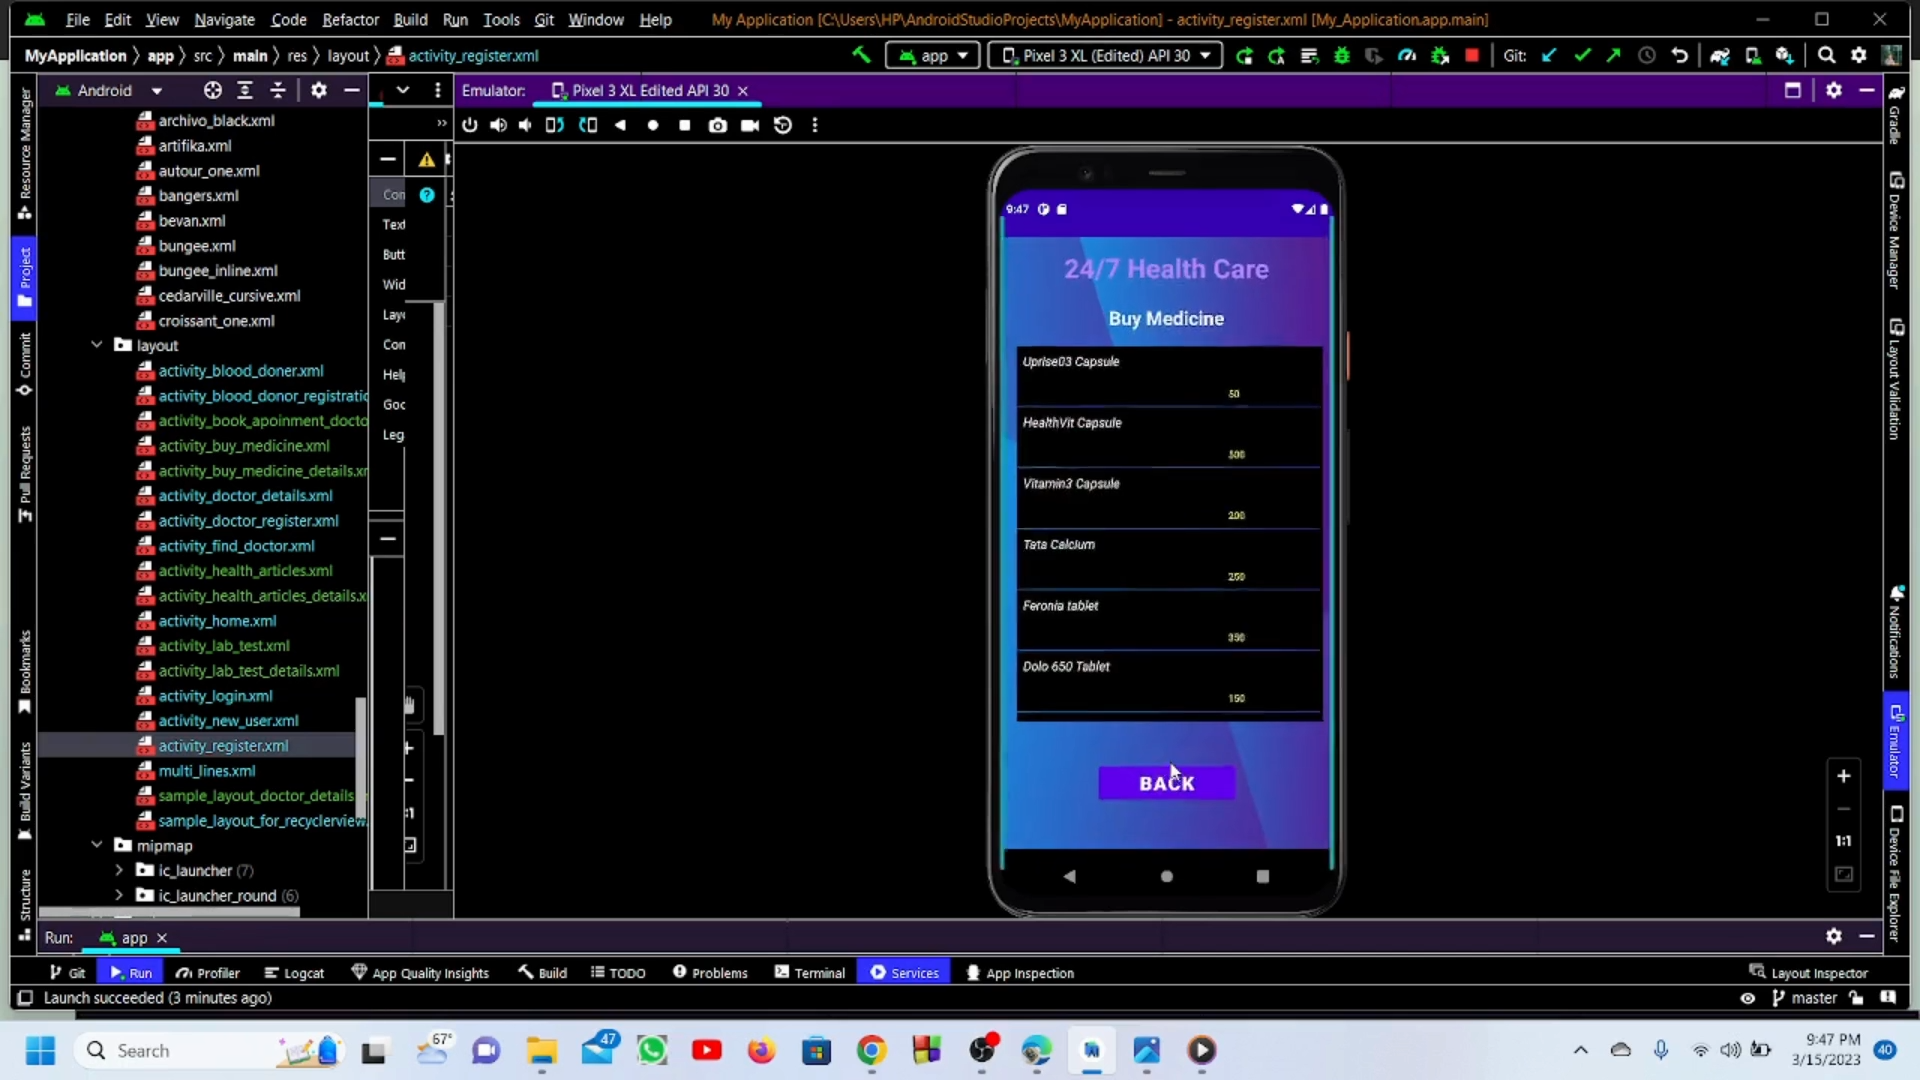 File Edit View Navigate Code Refactor Build Run Tools Git Window Help My Application [C:\Users\HP\AndroidStudioProjects\MyApplication] - activity_register.xml [My_Application.app.main]
MyApplication app src main res layout activity_register.xml app Pixel 3 XL (Edited) API 30 Git:
Android Emulator: Pixel 3 XL Edited API 30
Resource Manager
Project
Commit
Pull Requests
Bookmarks
Build Variants
Structure
archivo_black.xml
artifika.xml
autour_one.xml
bangers.xml
bevan.xml
bungee.xml
bungee_inline.xml
cedarville_cursive.xml
croissant_one.xml
layout
activity_blood_doner.xml
activity_blood_donor_registratio
activity_book_apoinment_docto
activity_buy_medicine.xml
activity_buy_medicine_details.xr
activity_doctor_details.xml
activity_doctor_register.xml
activity_find_doctor.xml
activity_health_articles.xml
activity_health_articles_details.x
activity_home.xml
activity_lab_test.xml
activity_lab_test_details.xml
activity_login.xml
activity_new_user.xml
activity_register.xml
multi_lines.xml
sample_layout_doctor_details
sample_layout_for_recyclerview.
mipmap
ic_launcher (7)
ic_launcher_round (6)
Con
Text
Butt
Wid
Layo
Con
Help
Goo
Leg
9:47
24/7 Health Care
Buy Medicine
Uprise03 Capsule
50
HealthVit Capsule
500
Vitamin3 Capsule
200
Tata Calcium
250
Feronia tablet
350
Dolo 650 Tablet
150
BACK
1:1
Gradle
Device Manager
Layout Validation
Notifications
Emulator
Device File Explorer
Run: app
Git Run Profiler Logcat App Quality Insights Build TODO Problems Terminal Services App Inspection Layout Inspector
Launch succeeded (3 minutes ago) master
Search 67° 47 9:47 PM
3/15/2023 40